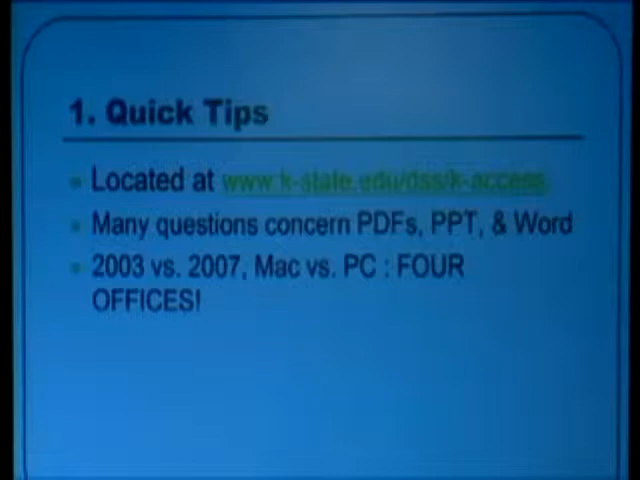 1. Quick Tips
Located at www.k-state.edu/dss/k-access
Many questions concern PDFs, PPT, & Word
2003 vs. 2007, Mac vs. PC : FOUR
OFFICES!